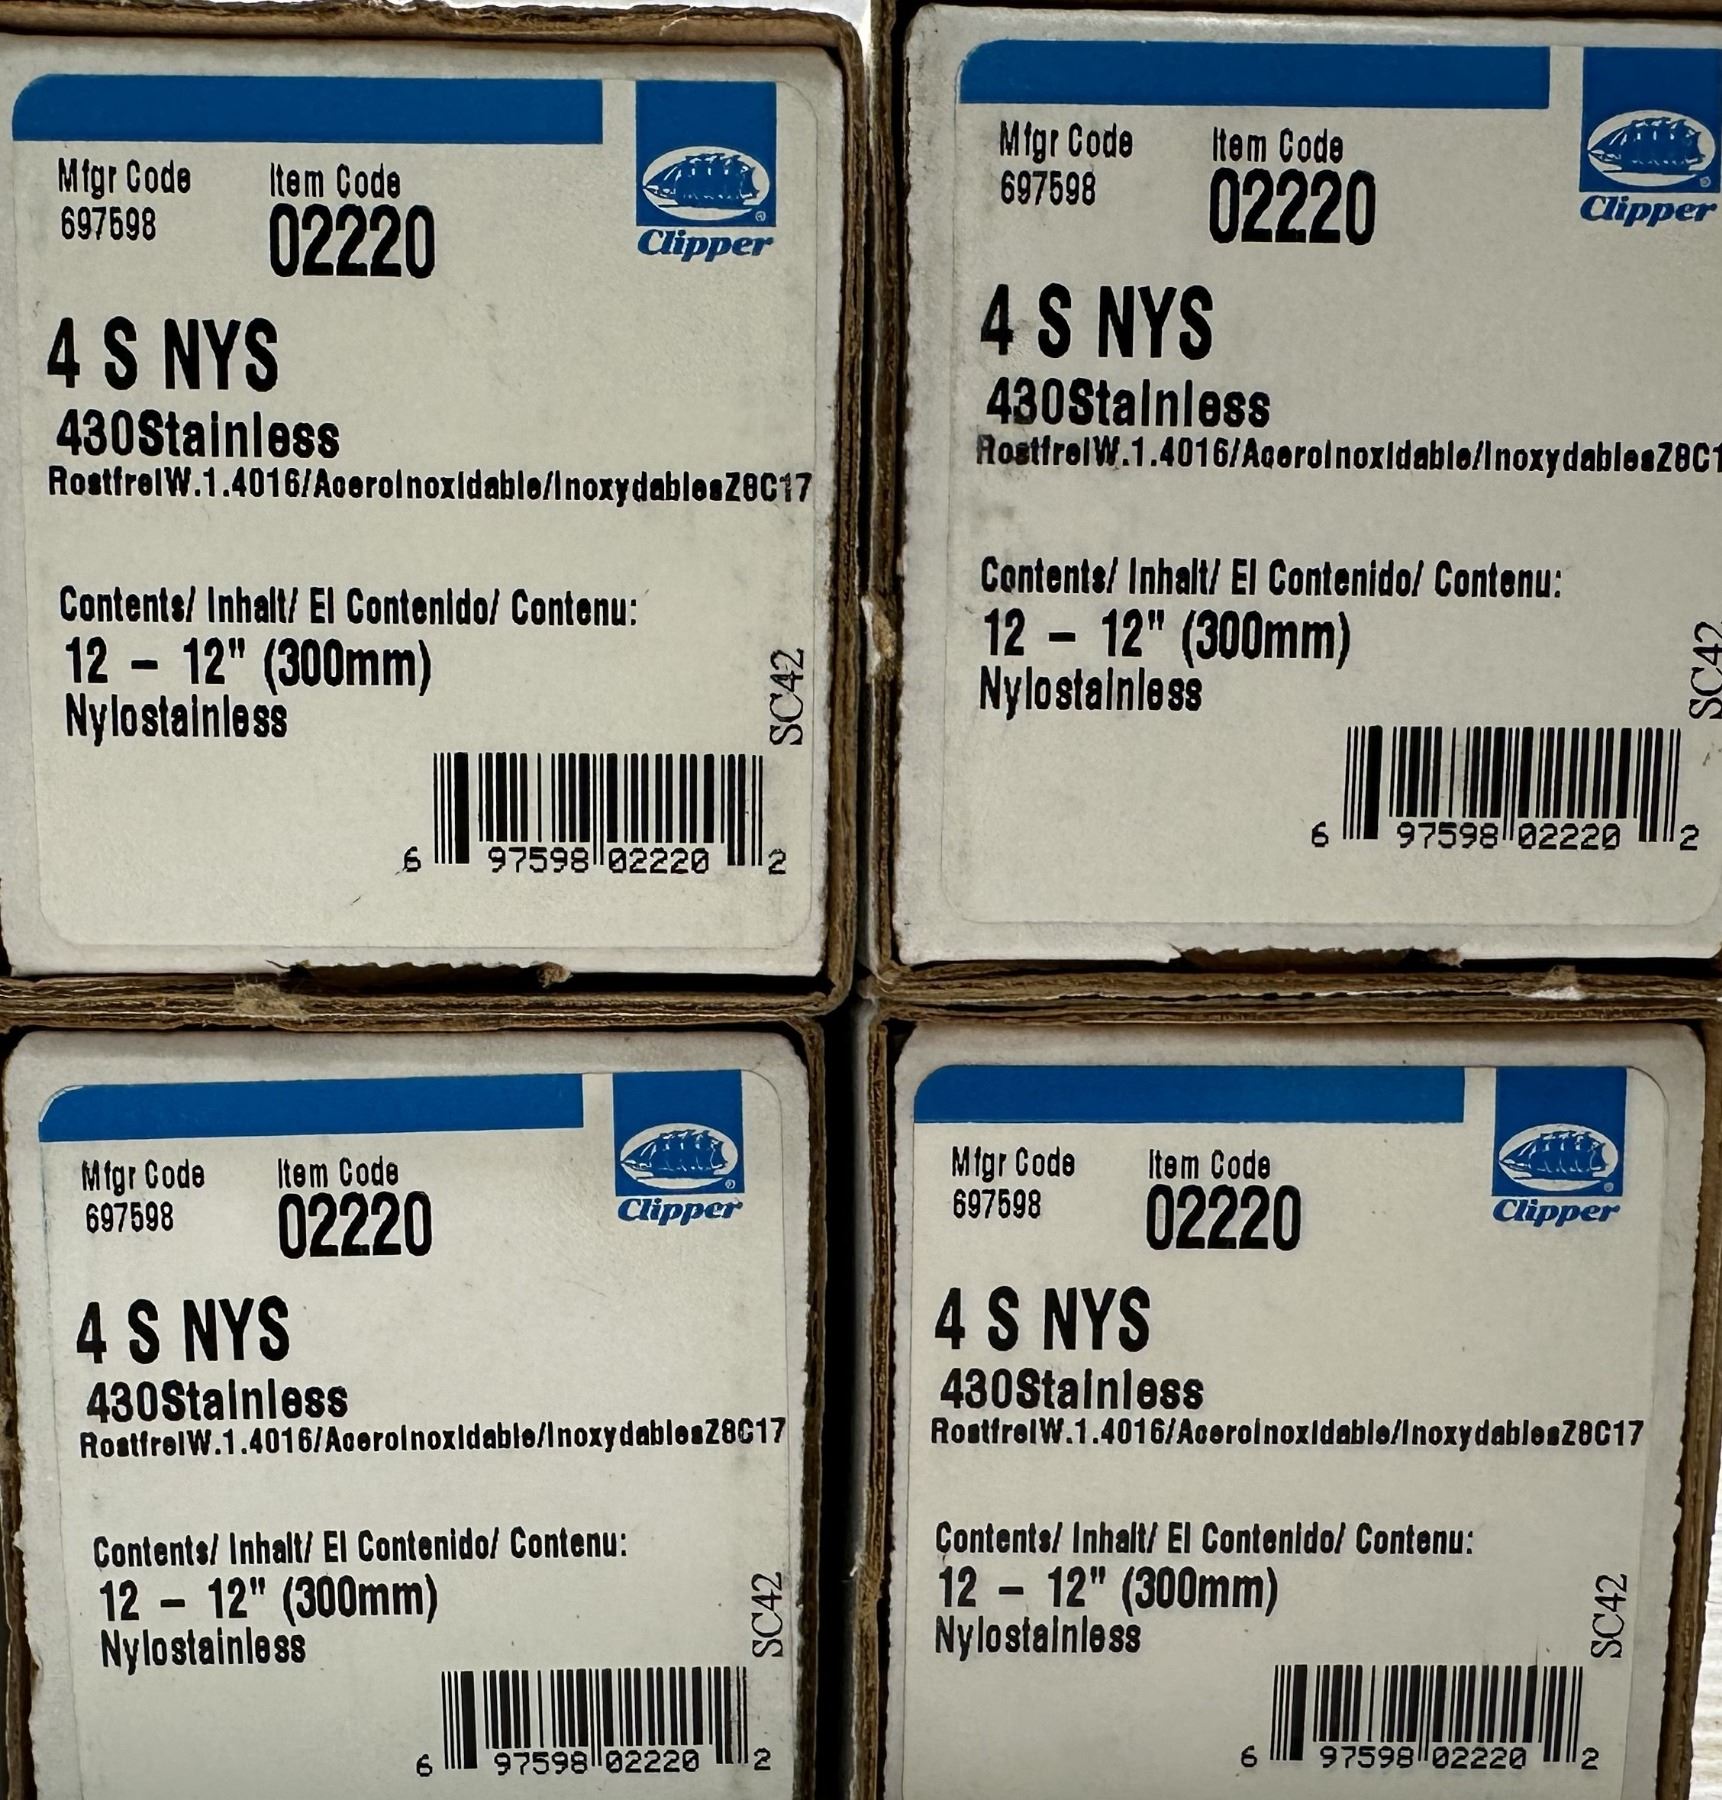 Mfgr Code Item Code
697598 02220
Clipper
4 S NYS
430Stainless
RostfreiW.1.4016/AceroInoxidable/InoxydablesZ8C17
Contents/ Inhalt/ El Contenido/ Contenu:
12 – 12" (300mm)
Nylostainless
SC42
6 97598 02220 2
Mfgr Code Item Code
697598 02220
Clipper
4 S NYS
430Stainless
RostfreiW.1.4016/AceroInoxidable/InoxydablesZ8C1
Contents/ Inhalt/ El Contenido/ Contenu:
12 – 12" (300mm)
Nylostainless
SC42
6 97598 02220 2
Mfgr Code Item Code
697598 02220
Clipper
4 S NYS
430Stainless
RostfreiW.1.4016/AceroInoxidable/InoxydablesZ8C17
Contents/ Inhalt/ El Contenido/ Contenu:
12 – 12" (300mm)
Nylostainless
SC42
6 97598 02220 2
Mfgr Code Item Code
697598 02220
Clipper
4 S NYS
430Stainless
RostfreiW.1.4016/AceroInoxidable/InoxydablesZ8C17
Contents/ Inhalt/ El Contenido/ Contenu:
12 – 12" (300mm)
Nylostainless
SC42
6 97598 02220 2